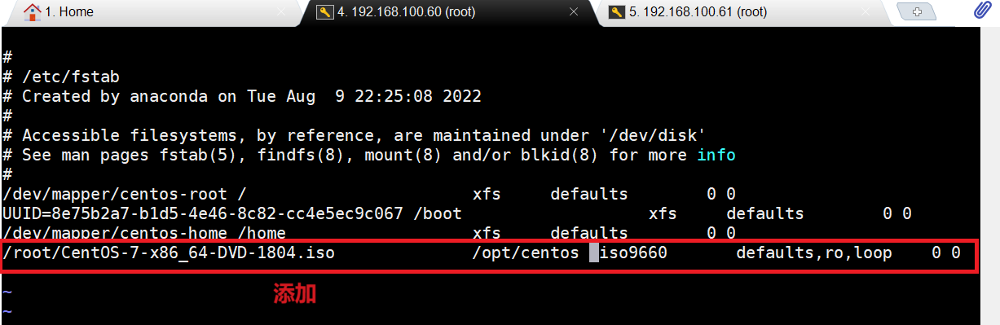 1. Home
4. 192.168.100.60 (root)
5. 192.168.100.61 (root)
#
# /etc/fstab
# Created by anaconda on Tue Aug  9 22:25:08 2022
#
# Accessible filesystems, by reference, are maintained under '/dev/disk'
# See man pages fstab(5), findfs(8), mount(8) and/or blkid(8) for more info
#
/dev/mapper/centos-root /                       xfs     defaults        0 0
UUID=8e75b2a7-b1d5-4e46-8c82-cc4e5ec9c067 /boot                   xfs     defaults        0 0
/dev/mapper/centos-home /home                   xfs     defaults        0 0
/root/CentOS-7-x86_64-DVD-1804.iso              /opt/centos  iso9660       defaults,ro,loop    0 0
添加
~
~